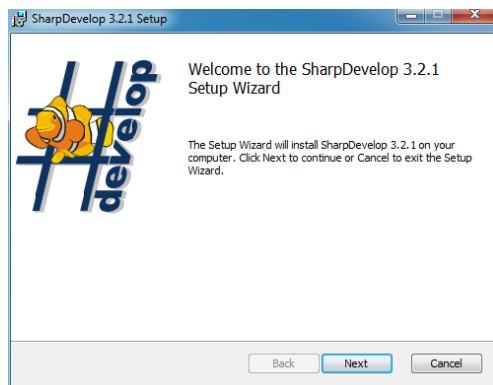 SharpDevelop 3.2.1 Setup
develop
Welcome to the SharpDevelop 3.2.1
Setup Wizard
The Setup Wizard will install SharpDevelop 3.2.1 on your
computer. Click Next to continue or Cancel to exit the Setup
Wizard.
Back Next Cancel